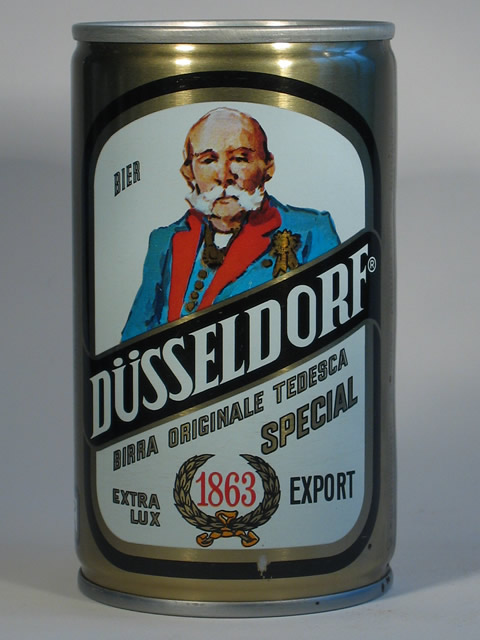 BIER
DÜSSELDORF®
BIRRA ORIGINALE TEDESCA
SPECIAL
EXTRA
LUX
1863
EXPORT